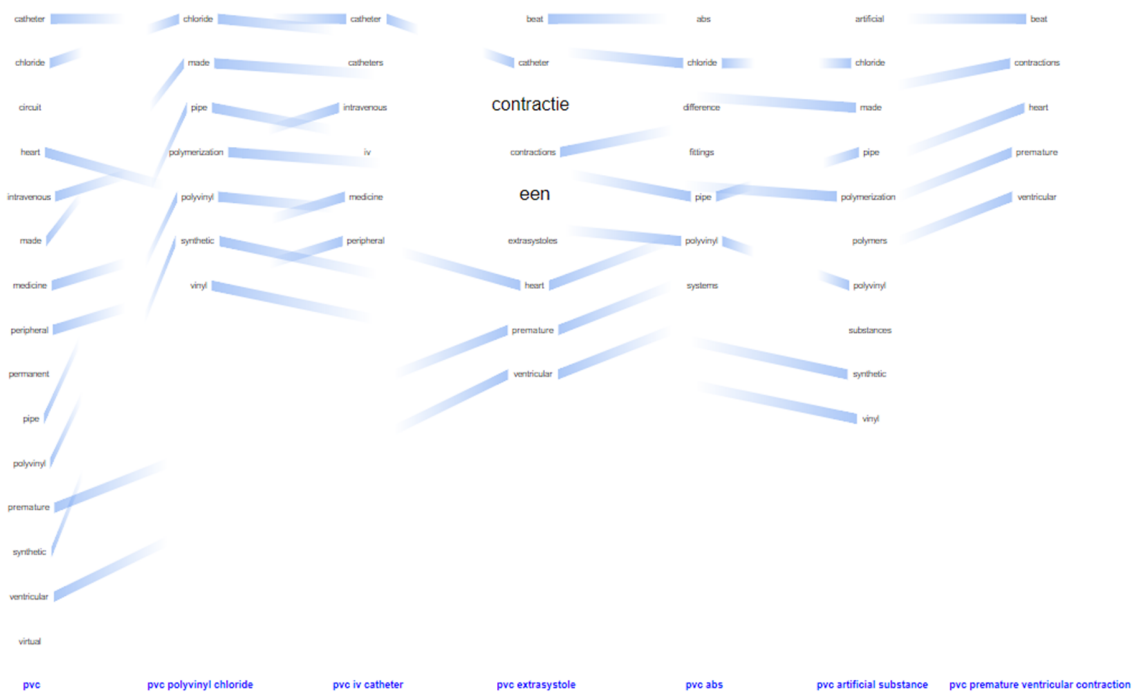 catheter chloride catheter beat abs artificial beat
chloride made catheters catheter chloride chloride contractions
circuit pipe intravenous contractie difference made heart
heart polymerization iv contractions fittings pipe premature
intravenous polyvinyl medicine een pipe polymerization ventricular
made synthetic peripheral extrasystoles polyvinyl polymers
medicine vinyl heart systems polyvinyl
peripheral premature substances
permanent ventricular synthetic
pipe vinyl
polyvinyl
premature
synthetic
ventricular
virtual
pvc pvc polyvinyl chloride pvc iv catheter pvc extrasystole pvc abs pvc artificial substance pvc premature ventricular contraction